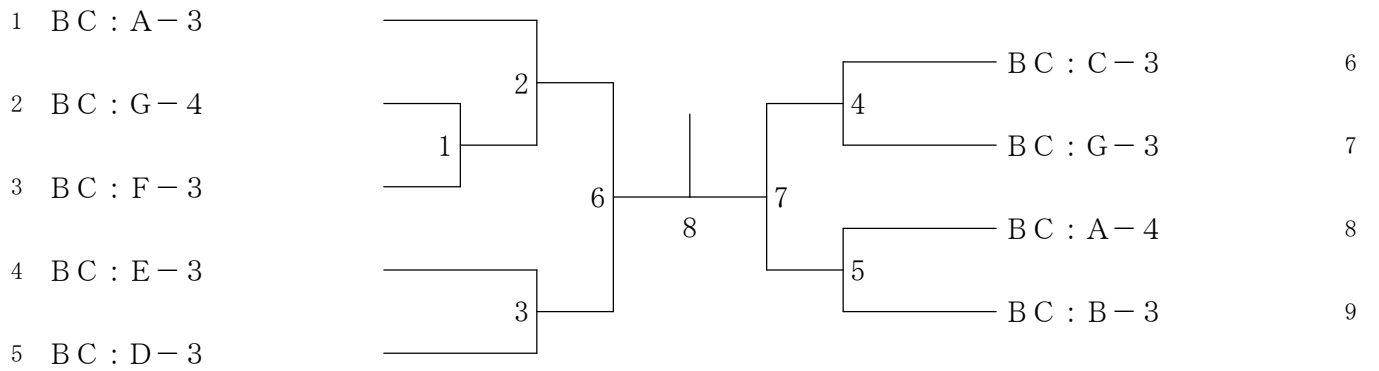 1 BC：A－3
2 BC：G－4
3 BC：F－3
4 BC：E－3
5 BC：D－3
2
1
3
6
8
7
4
5
BC：C－3 6
BC：G－3 7
BC：A－4 8
BC：B－3 9